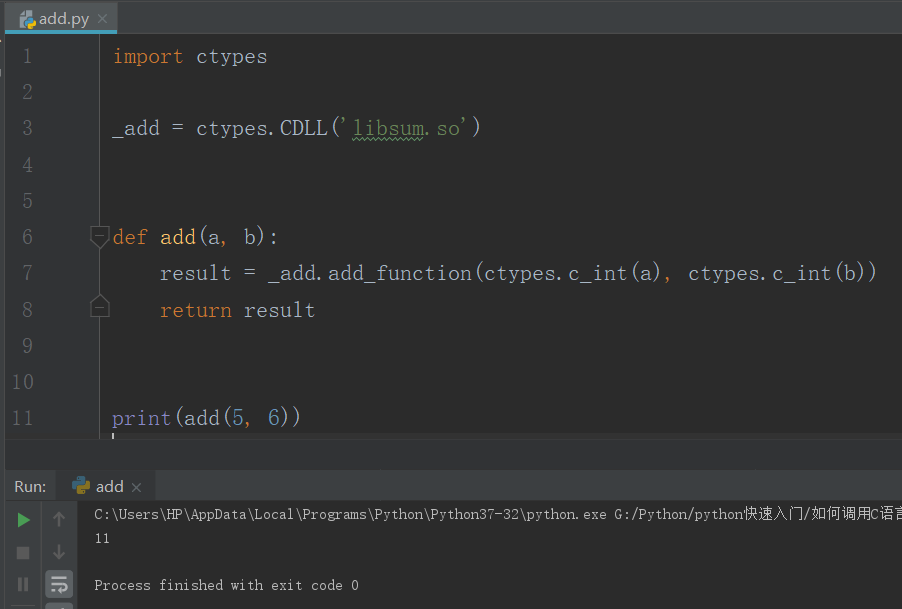 add.py
1 import ctypes
2
3 _add = ctypes.CDLL('libsum.so')
4
5
6 def add(a, b):
7 result = _add.add_function(ctypes.c_int(a), ctypes.c_int(b))
8 return result
9
10
11 print(add(5, 6))
Run: add
C:\Users\HP\AppData\Local\Programs\Python\Python37-32\python.exe G:/Python/python快速入门/如何调用C语言
11
Process finished with exit code 0